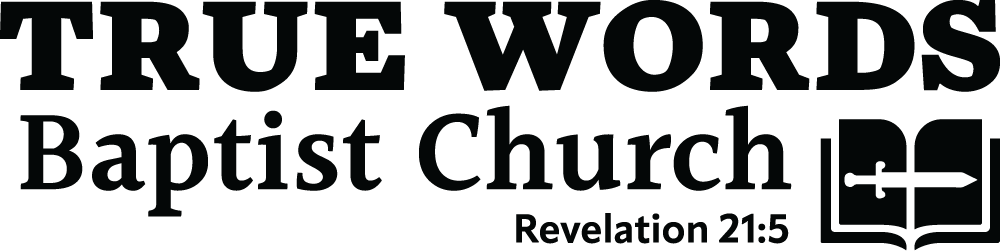 TRUE WORDS
Baptist Church
Revelation 21:5